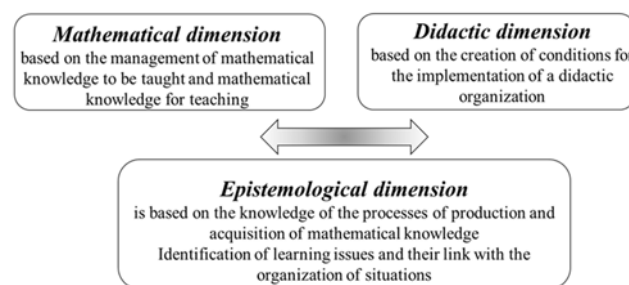 Mathematical dimension
based on the management of mathematical
knowledge to be taught and mathematical
knowledge for teaching
Didactic dimension
based on the creation of conditions for
the implementation of a didactic
organization
Epistemological dimension
is based on the knowledge of the processes of production and
acquisition of mathematical knowledge
Identification of learning issues and their link with the
organization of situations